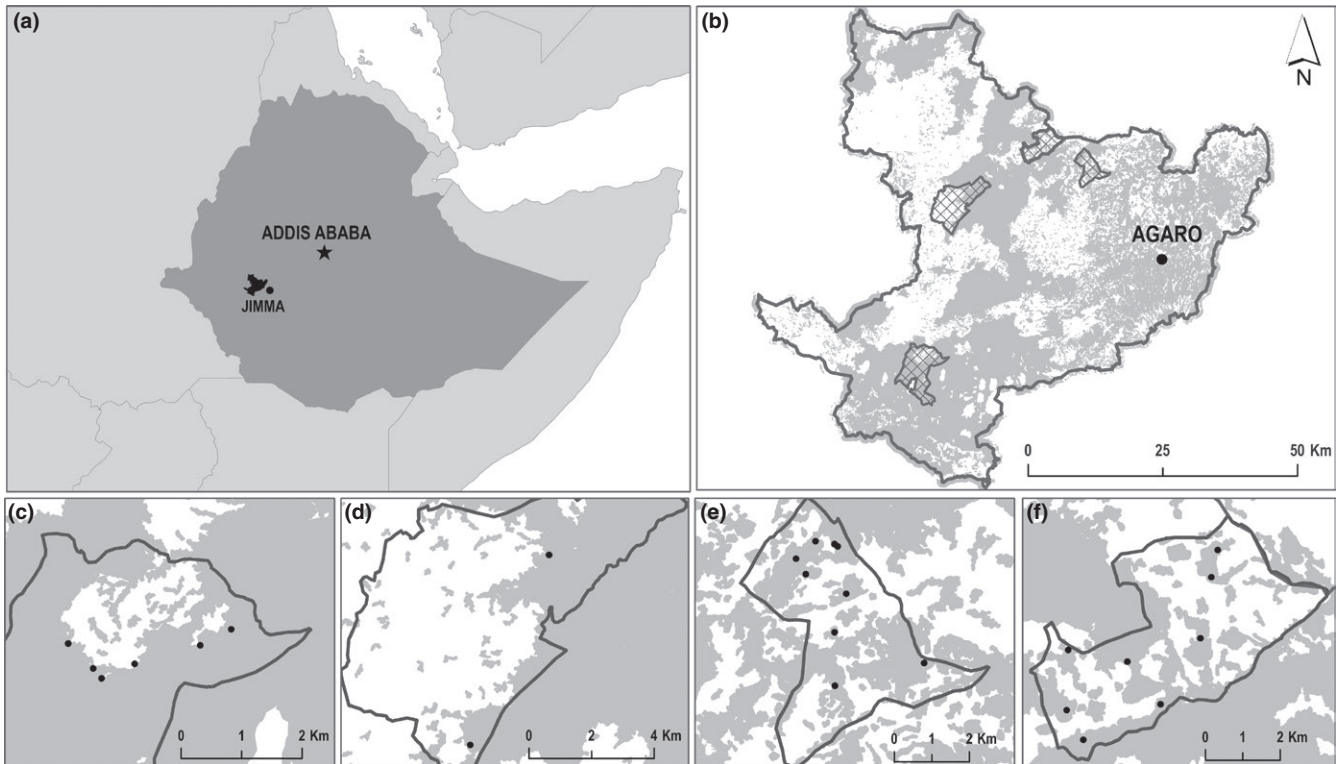 (a)
ADDIS ABABA
JIMMA
(b)
N
AGARO
0 25 50 Km
(c)
0 1 2 Km
(d)
0 2 4 Km
(e)
0 1 2 Km
(f)
0 1 2 Km